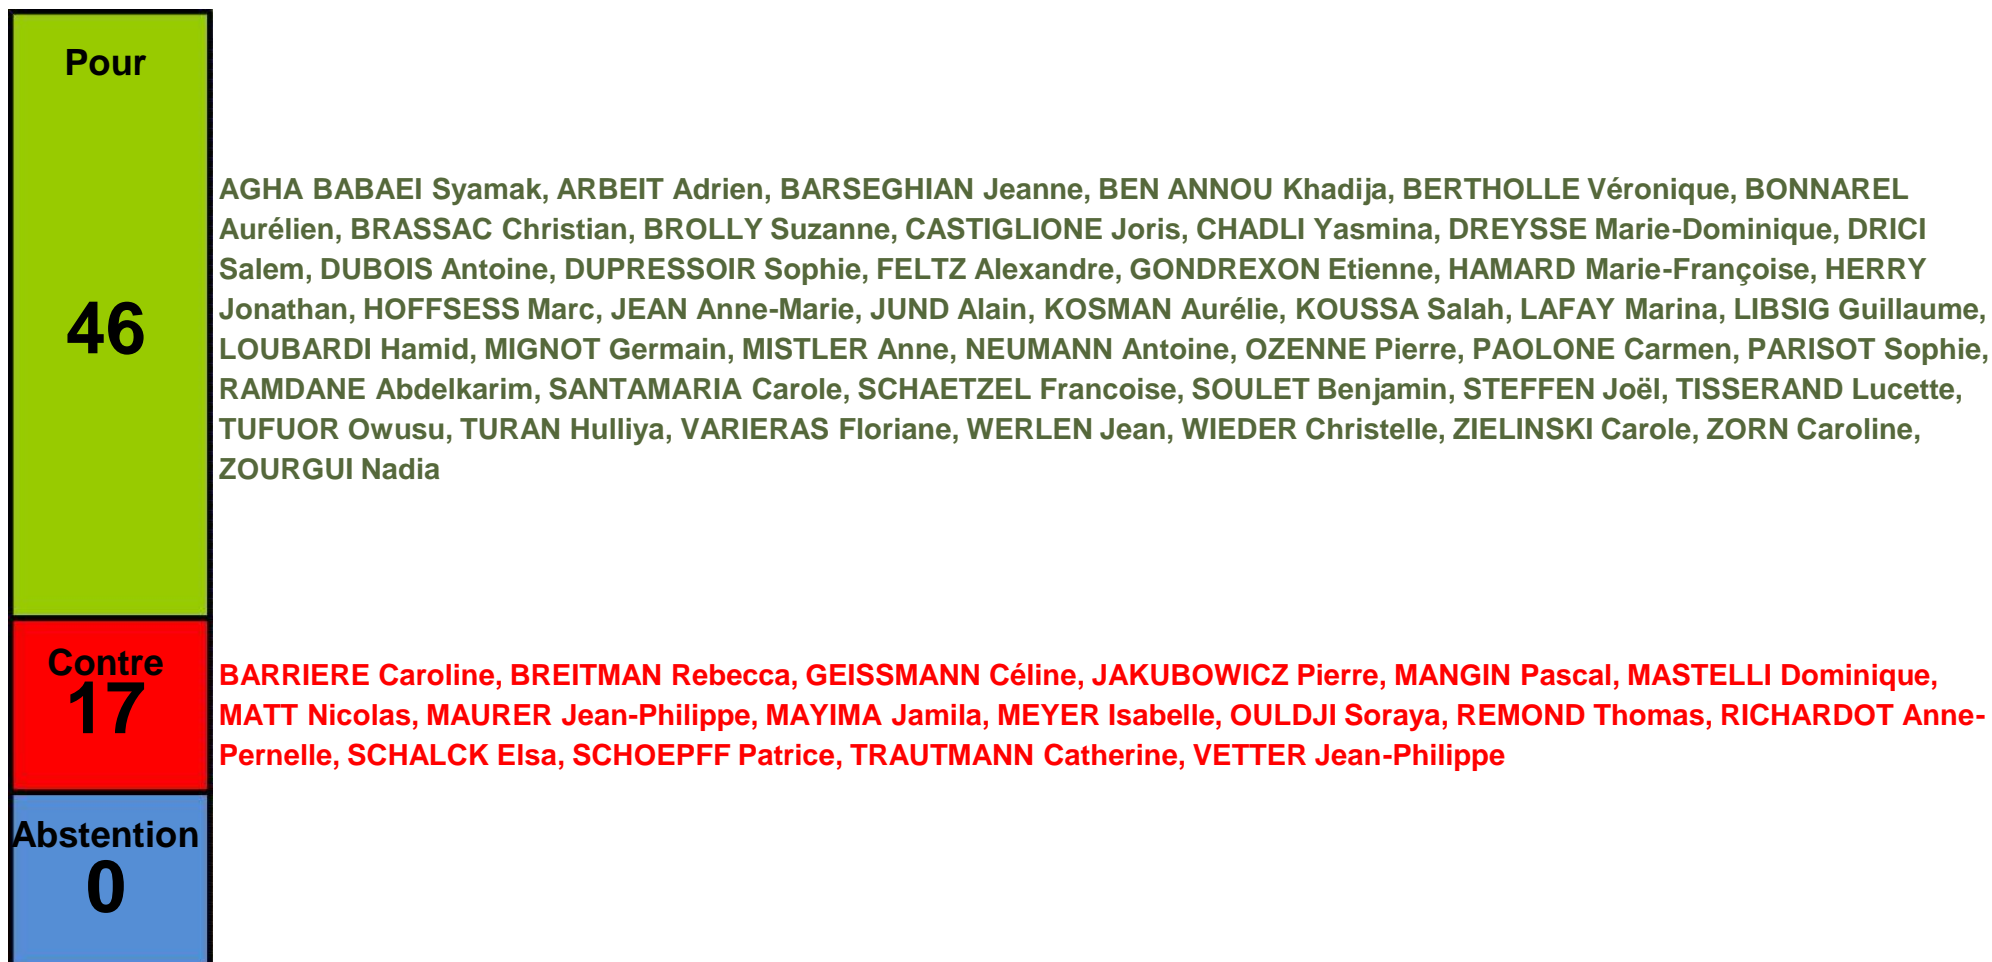 Pour
46
AGHA BABAEI Syamak, ARBEIT Adrien, BARSEGHIAN Jeanne, BEN ANNOU Khadija, BERTHOLLE Véronique, BONNAREL
Aurélien, BRASSAC Christian, BROLLY Suzanne, CASTIGLIONE Joris, CHADLI Yasmina, DREYSSE Marie-Dominique, DRICI
Salem, DUBOIS Antoine, DUPRESSOIR Sophie, FELTZ Alexandre, GONDREXON Etienne, HAMARD Marie-Françoise, HERRY
Jonathan, HOFFSESS Marc, JEAN Anne-Marie, JUND Alain, KOSMAN Aurélie, KOUSSA Salah, LAFAY Marina, LIBSIG Guillaume,
LOUBARDI Hamid, MIGNOT Germain, MISTLER Anne, NEUMANN Antoine, OZENNE Pierre, PAOLONE Carmen, PARISOT Sophie,
RAMDANE Abdelkarim, SANTAMARIA Carole, SCHAETZEL Francoise, SOULET Benjamin, STEFFEN Joël, TISSERAND Lucette,
TUFUOR Owusu, TURAN Hulliya, VARIERAS Floriane, WERLEN Jean, WIEDER Christelle, ZIELINSKI Carole, ZORN Caroline,
ZOURGUI Nadia
Contre
17
BARRIERE Caroline, BREITMAN Rebecca, GEISSMANN Céline, JAKUBOWICZ Pierre, MANGIN Pascal, MASTELLI Dominique,
MATT Nicolas, MAURER Jean-Philippe, MAYIMA Jamila, MEYER Isabelle, OULDJI Soraya, REMOND Thomas, RICHARDOT Anne-
Pernelle, SCHALCK Elsa, SCHOEPFF Patrice, TRAUTMANN Catherine, VETTER Jean-Philippe
Abstention
0